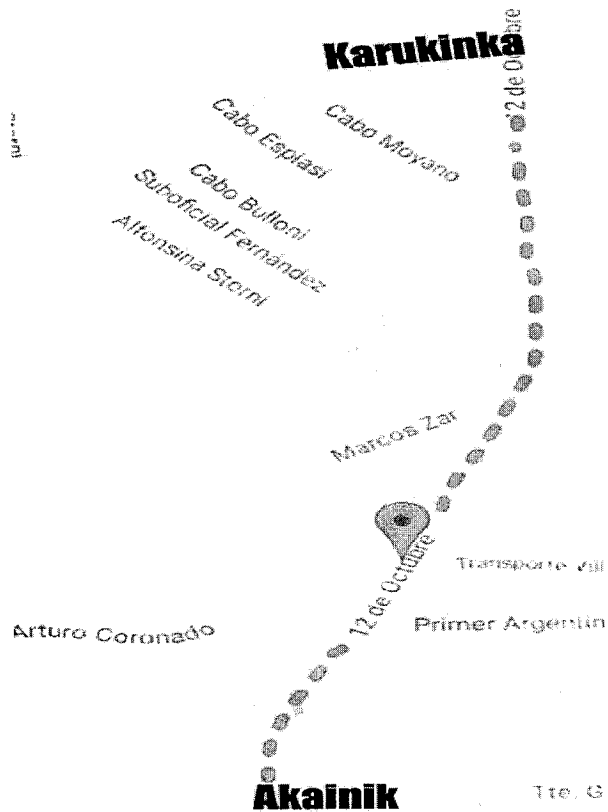 Karukinka
12 de Octubre
Cabo Moyano
Cabo Espiasi
Cabo Bulloni
Suboficial Fernández
Alfonsina Storni
Marcos Zar
12 de Octubre
Transporte Vill
Primer Argentin
Arturo Coronado
Akainik
Tte. G